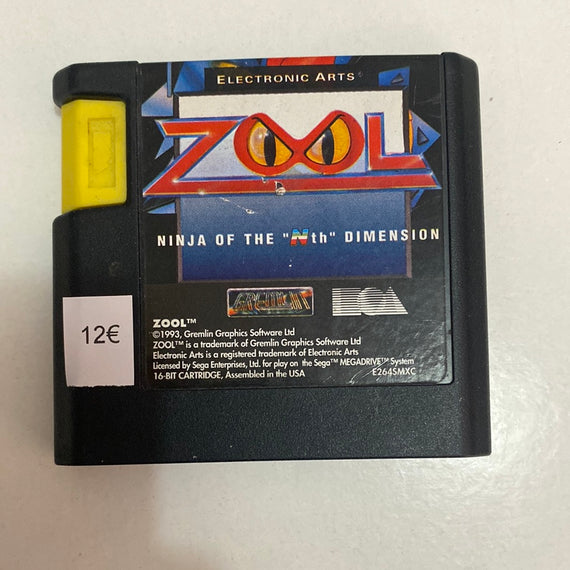 ELECTRONIC ARTS
ZOOL
NINJA OF THE "Nth" DIMENSION
GREMLIN
EA
12€
ZOOL™
©1993, Gremlin Graphics Software Ltd
ZOOL™ is a trademark of Gremlin Graphics Software Ltd
Electronic Arts is a registered trademark of Electronic Arts
Licensed by Sega Enterprises, Ltd. for play on the Sega™ MEGADRIVE™ System
16-BIT CARTRIDGE, Assembled in the USA
E264SMXC